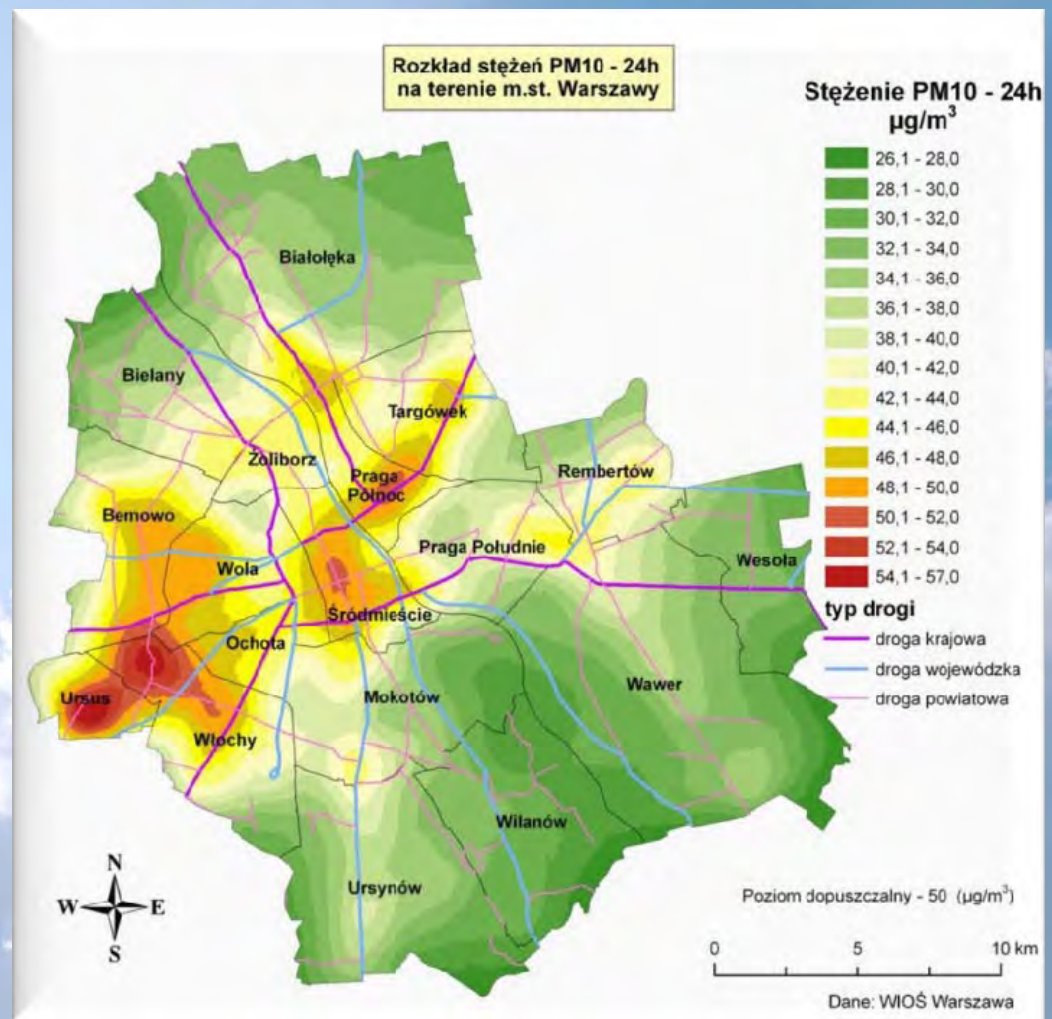 Rozkład stężeń PM10 - 24h
na terenie m.st. Warszawy
Stężenie PM10 - 24h
µg/m³
26,1 - 28,0
28,1 - 30,0
30,1 - 32,0
32,1 - 34,0
34,1 - 36,0
36,1 - 38,0
38,1 - 40,0
40,1 - 42,0
42,1 - 44,0
44,1 - 46,0
46,1 - 48,0
48,1 - 50,0
50,1 - 52,0
52,1 - 54,0
54,1 - 57,0
typ drogi
droga krajowa
droga wojewódzka
droga powiatowa
Białołęka
Bielany
Targówek
Żoliborz
Praga
Północ
Rembertów
Bemowo
Praga Południe
Wesoła
Wola
Śródmieście
Ochota
Ursus
Mokotów
Wawer
Włochy
Wilanów
Ursynów
N
W
E
S
Poziom dopuszczalny - 50 (µg/m³)
0 5 10 km
Dane: WIOŚ Warszawa